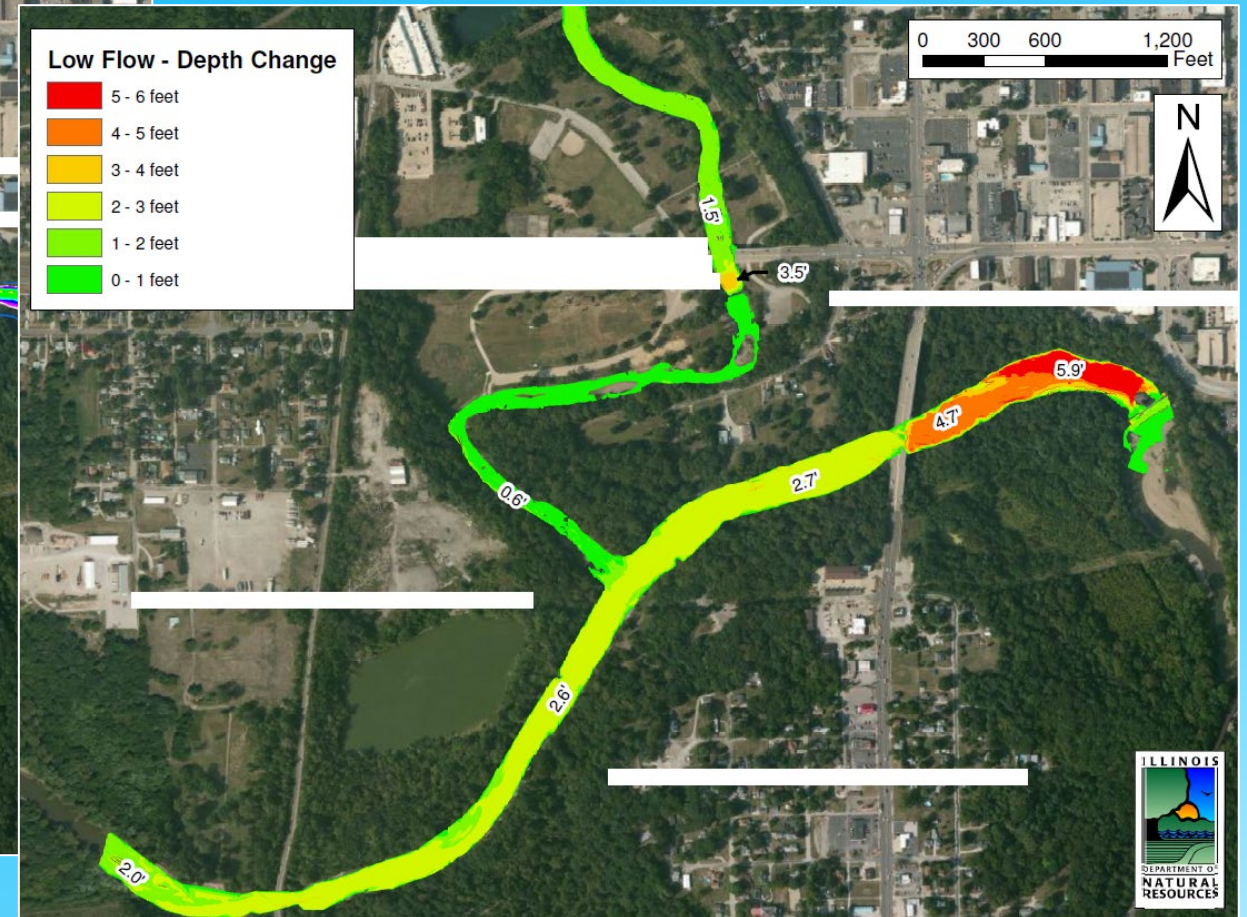 Low Flow - Depth Change
5 - 6 feet
4 - 5 feet
3 - 4 feet
2 - 3 feet
1 - 2 feet
0 - 1 feet
0 300 600 1,200
Feet
N
1.5'
3.5'
5.9'
4.7'
2.7'
0.6'
2.6'
2.0'
ILLINOIS
DEPARTMENT OF
NATURAL
RESOURCES